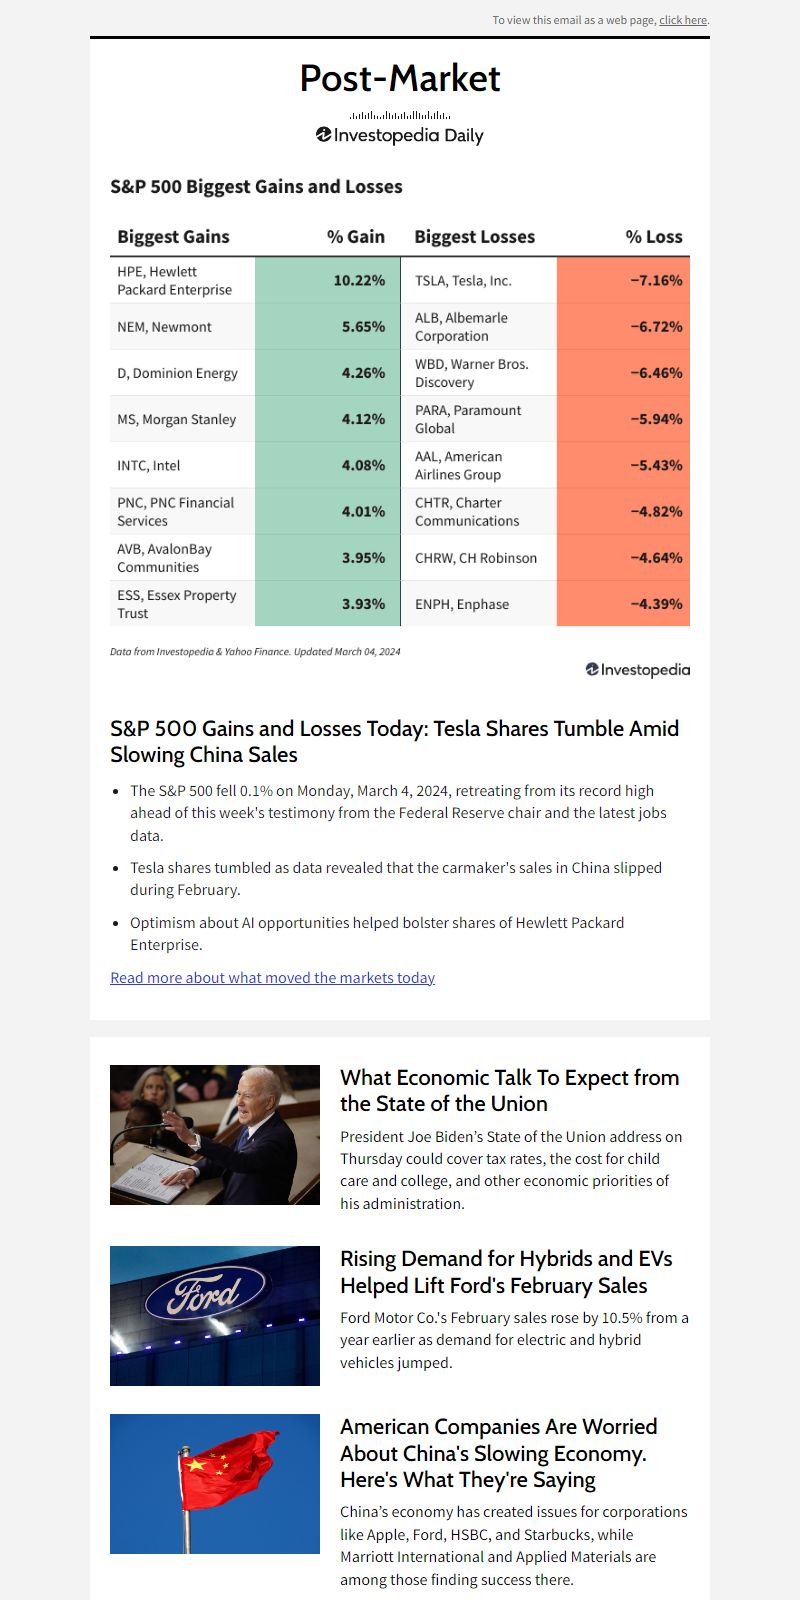 To view this email as a web page, click here.
Post-Market
Investopedia Daily
S&P 500 Biggest Gains and Losses
Biggest Gains % Gain Biggest Losses % Loss
HPE, Hewlett
Packard Enterprise
10.22%
TSLA, Tesla, Inc.
−7.16%
NEM, Newmont
5.65%
ALB, Albemarle
Corporation
−6.72%
D, Dominion Energy
4.26%
WBD, Warner Bros.
Discovery
−6.46%
MS, Morgan Stanley
4.12%
PARA, Paramount
Global
−5.94%
INTC, Intel
4.08%
AAL, American
Airlines Group
−5.43%
PNC, PNC Financial
Services
4.01%
CHTR, Charter
Communications
−4.82%
AVB, AvalonBay
Communities
3.95%
CHRW, CH Robinson
−4.64%
ESS, Essex Property
Trust
3.93%
ENPH, Enphase
−4.39%
Data from Investopedia & Yahoo Finance. Updated March 04, 2024
Investopedia
S&P 500 Gains and Losses Today: Tesla Shares Tumble Amid
Slowing China Sales
• The S&P 500 fell 0.1% on Monday, March 4, 2024, retreating from its record high
ahead of this week's testimony from the Federal Reserve chair and the latest jobs
data.
• Tesla shares tumbled as data revealed that the carmaker's sales in China slipped
during February.
• Optimism about AI opportunities helped bolster shares of Hewlett Packard
Enterprise.
Read more about what moved the markets today
What Economic Talk To Expect from
the State of the Union
President Joe Biden’s State of the Union address on
Thursday could cover tax rates, the cost for child
care and college, and other economic priorities of
his administration.
Ford
Rising Demand for Hybrids and EVs
Helped Lift Ford's February Sales
Ford Motor Co.'s February sales rose by 10.5% from a
year earlier as demand for electric and hybrid
vehicles jumped.
American Companies Are Worried
About China's Slowing Economy.
Here's What They're Saying
China’s economy has created issues for corporations
like Apple, Ford, HSBC, and Starbucks, while
Marriott International and Applied Materials are
among those finding success there.